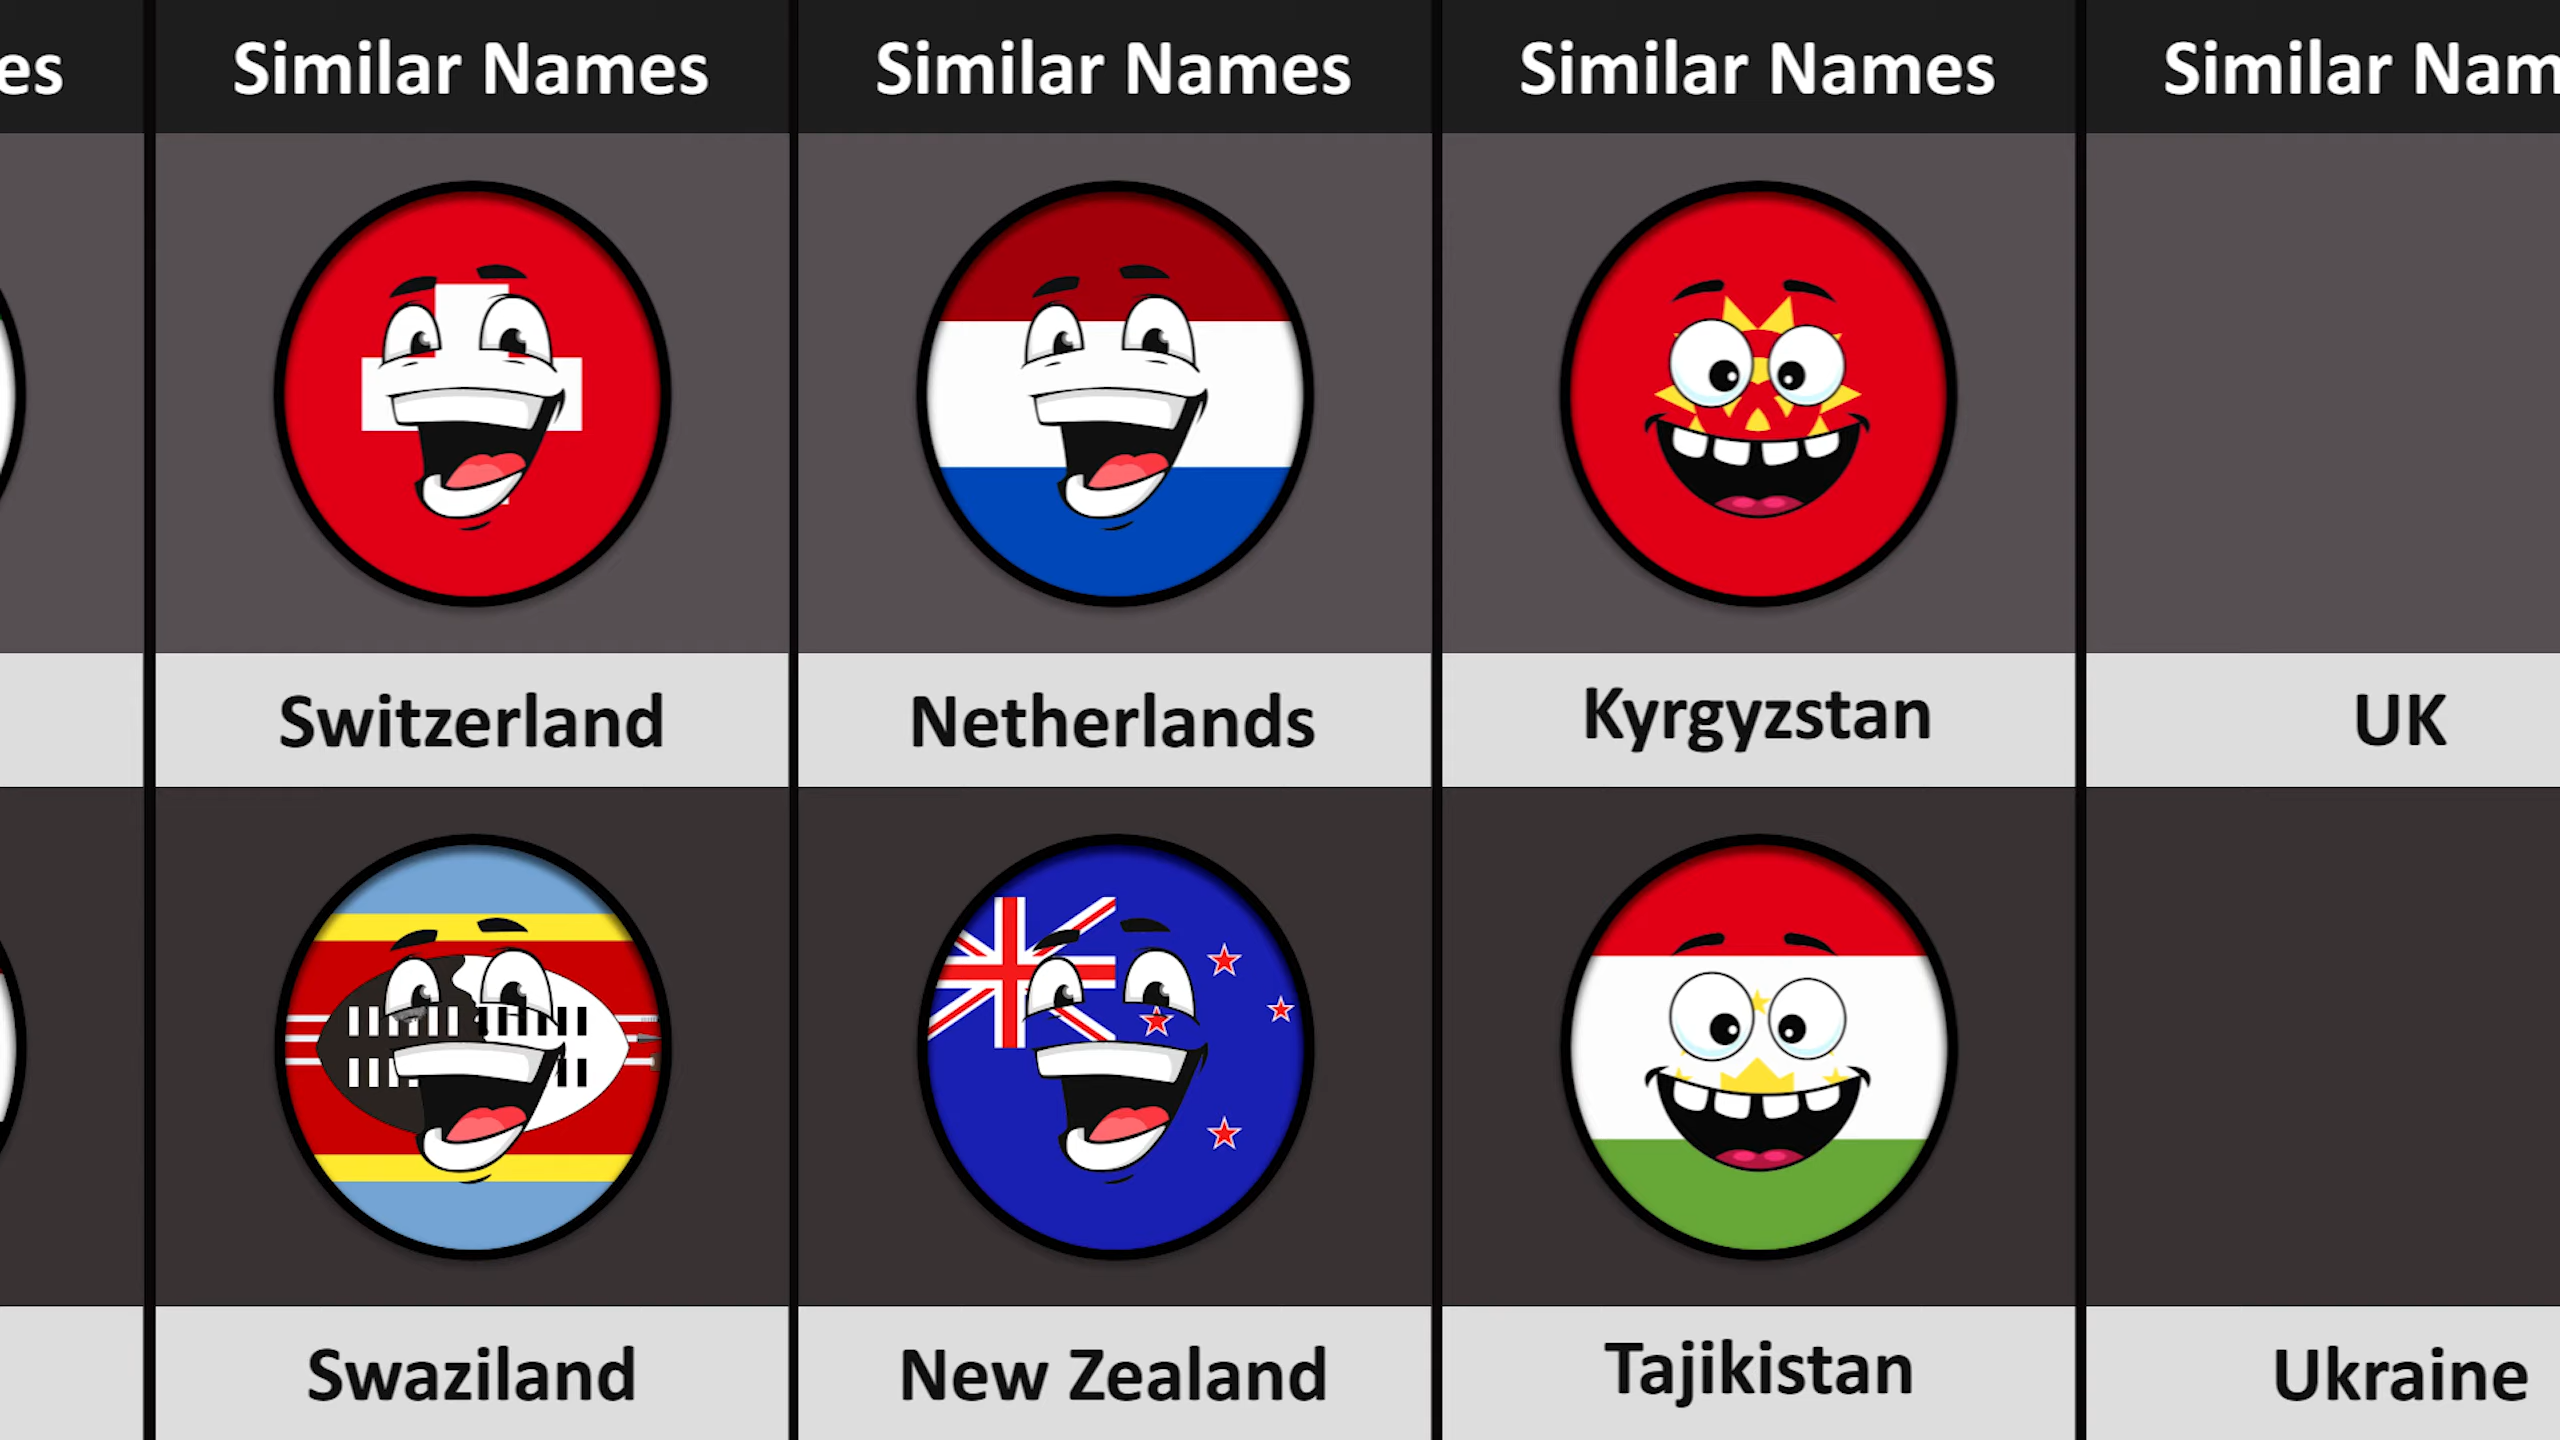 es
Similar Names
Similar Names
Similar Names
Similar Nam
Switzerland
Netherlands
Kyrgyzstan
UK
Swaziland
New Zealand
Tajikistan
Ukraine